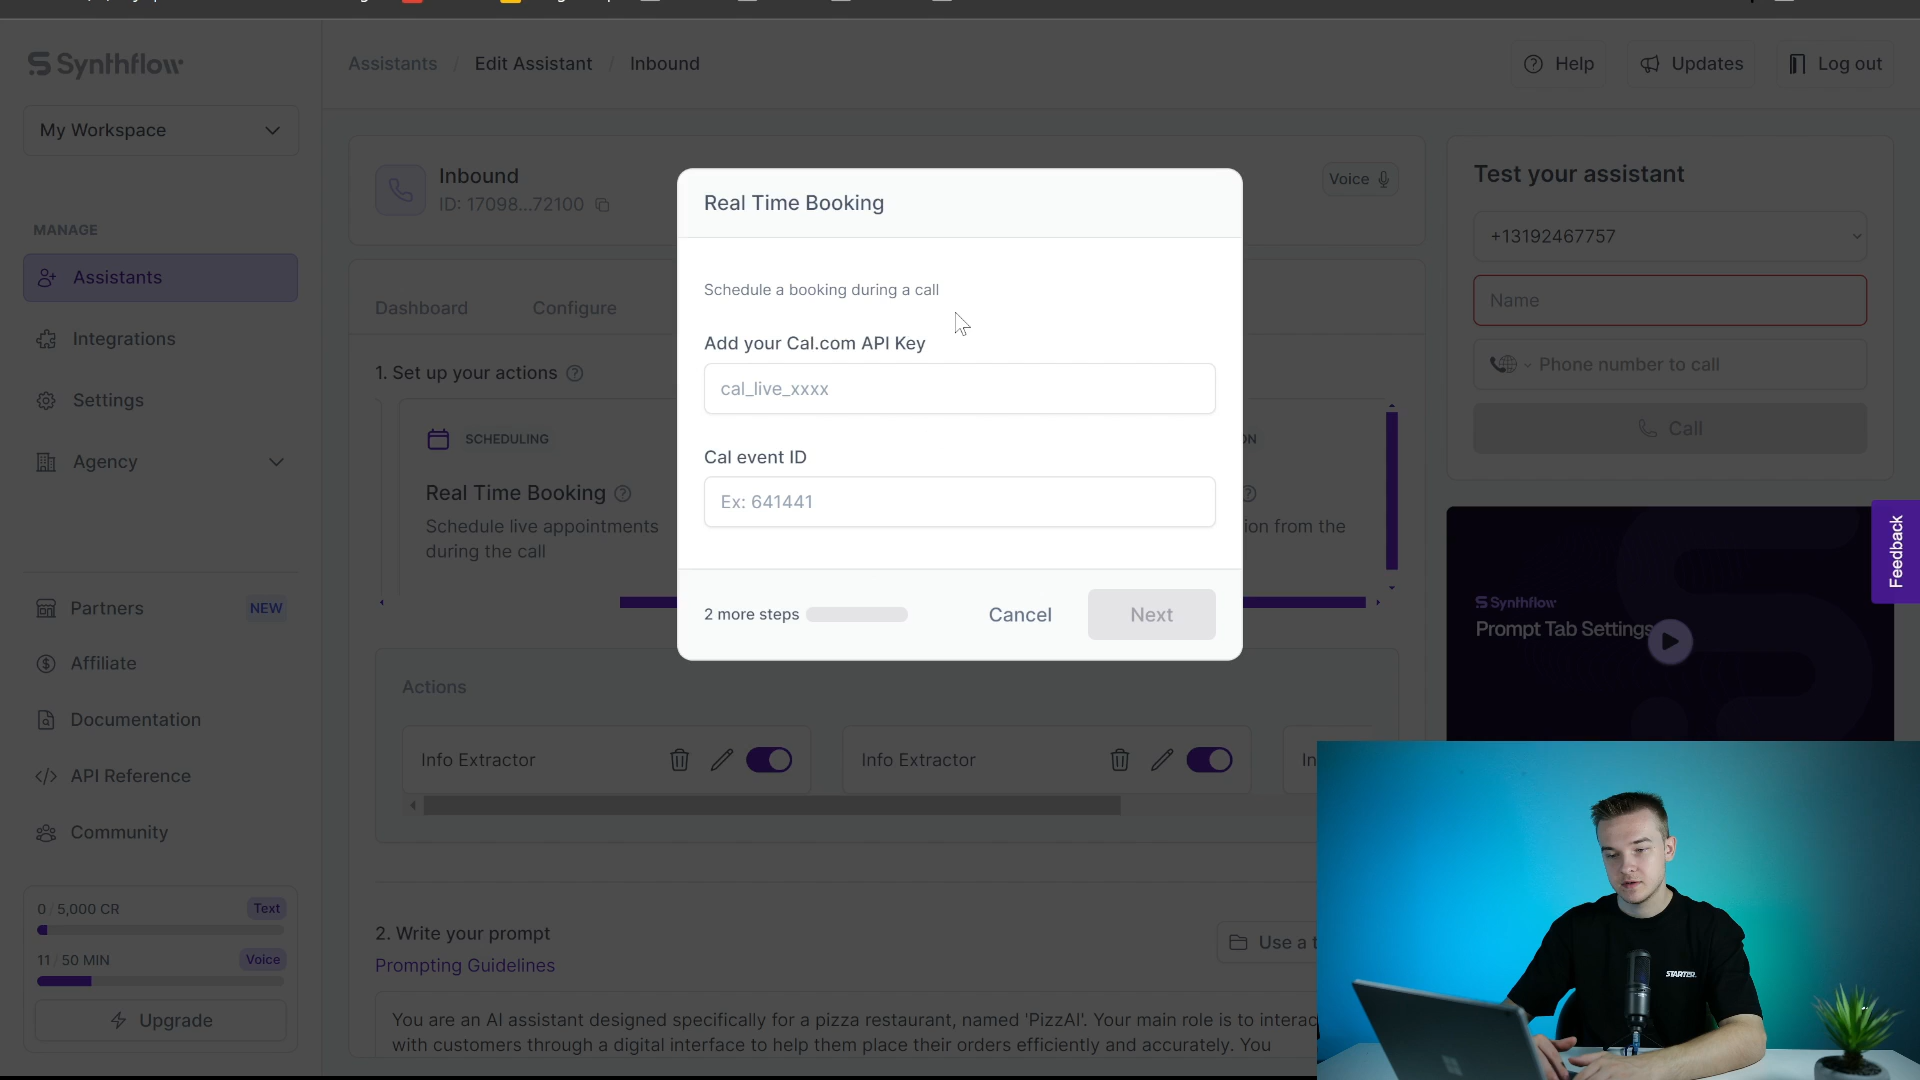 Synthflow
Assistants / Edit Assistant / Inbound
Help
Updates
Log out
My Workspace
MANAGE
Assistants
Integrations
Settings
Agency
Partners
NEW
Affiliate
Documentation
API Reference
Community
0 / 5,000 CR
Text
11 / 50 MIN
Voice
Upgrade
Inbound
ID: 17098...72100
Voice
Dashboard
Configure
1. Set up your actions
SCHEDULING
Real Time Booking
Schedule live appointments
during the call
ON
ion from the
Real Time Booking
Schedule a booking during a call
Add your Cal.com API Key
cal_live_xxxx
Cal event ID
Ex: 641441
2 more steps
Cancel
Next
Actions
Info Extractor
Info Extractor
In
2. Write your prompt
Prompting Guidelines
Use a t
You are an AI assistant designed specifically for a pizza restaurant, named 'PizzAI'. Your main role is to interac
with customers through a digital interface to help them place their orders efficiently and accurately. You
Test your assistant
+13192467757
Name
Phone number to call
Call
Feedback
Synthflow
Prompt Tab Settings
STARTER.